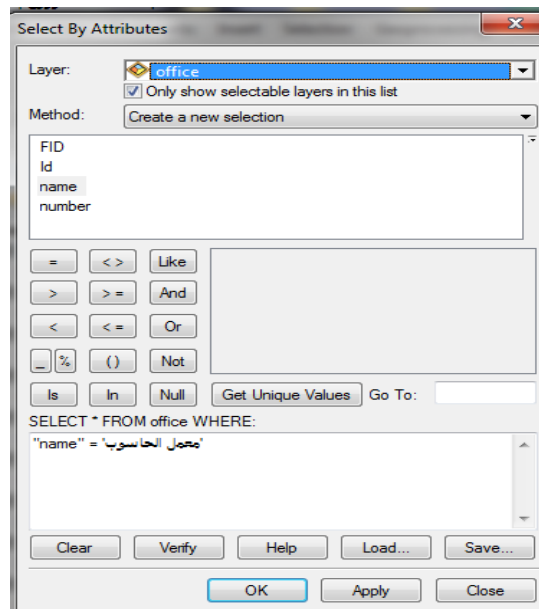 Select By Attributes
Layer: office
Only show selectable layers in this list
Method: Create a new selection
FID
Id
name
number
= < > Like
> > = And
< < = Or
_ % ( ) Not
Is In Null Get Unique Values Go To:
SELECT * FROM office WHERE:
"name" = 'معمل الحاسوب'
Clear Verify Help Load... Save...
OK Apply Close